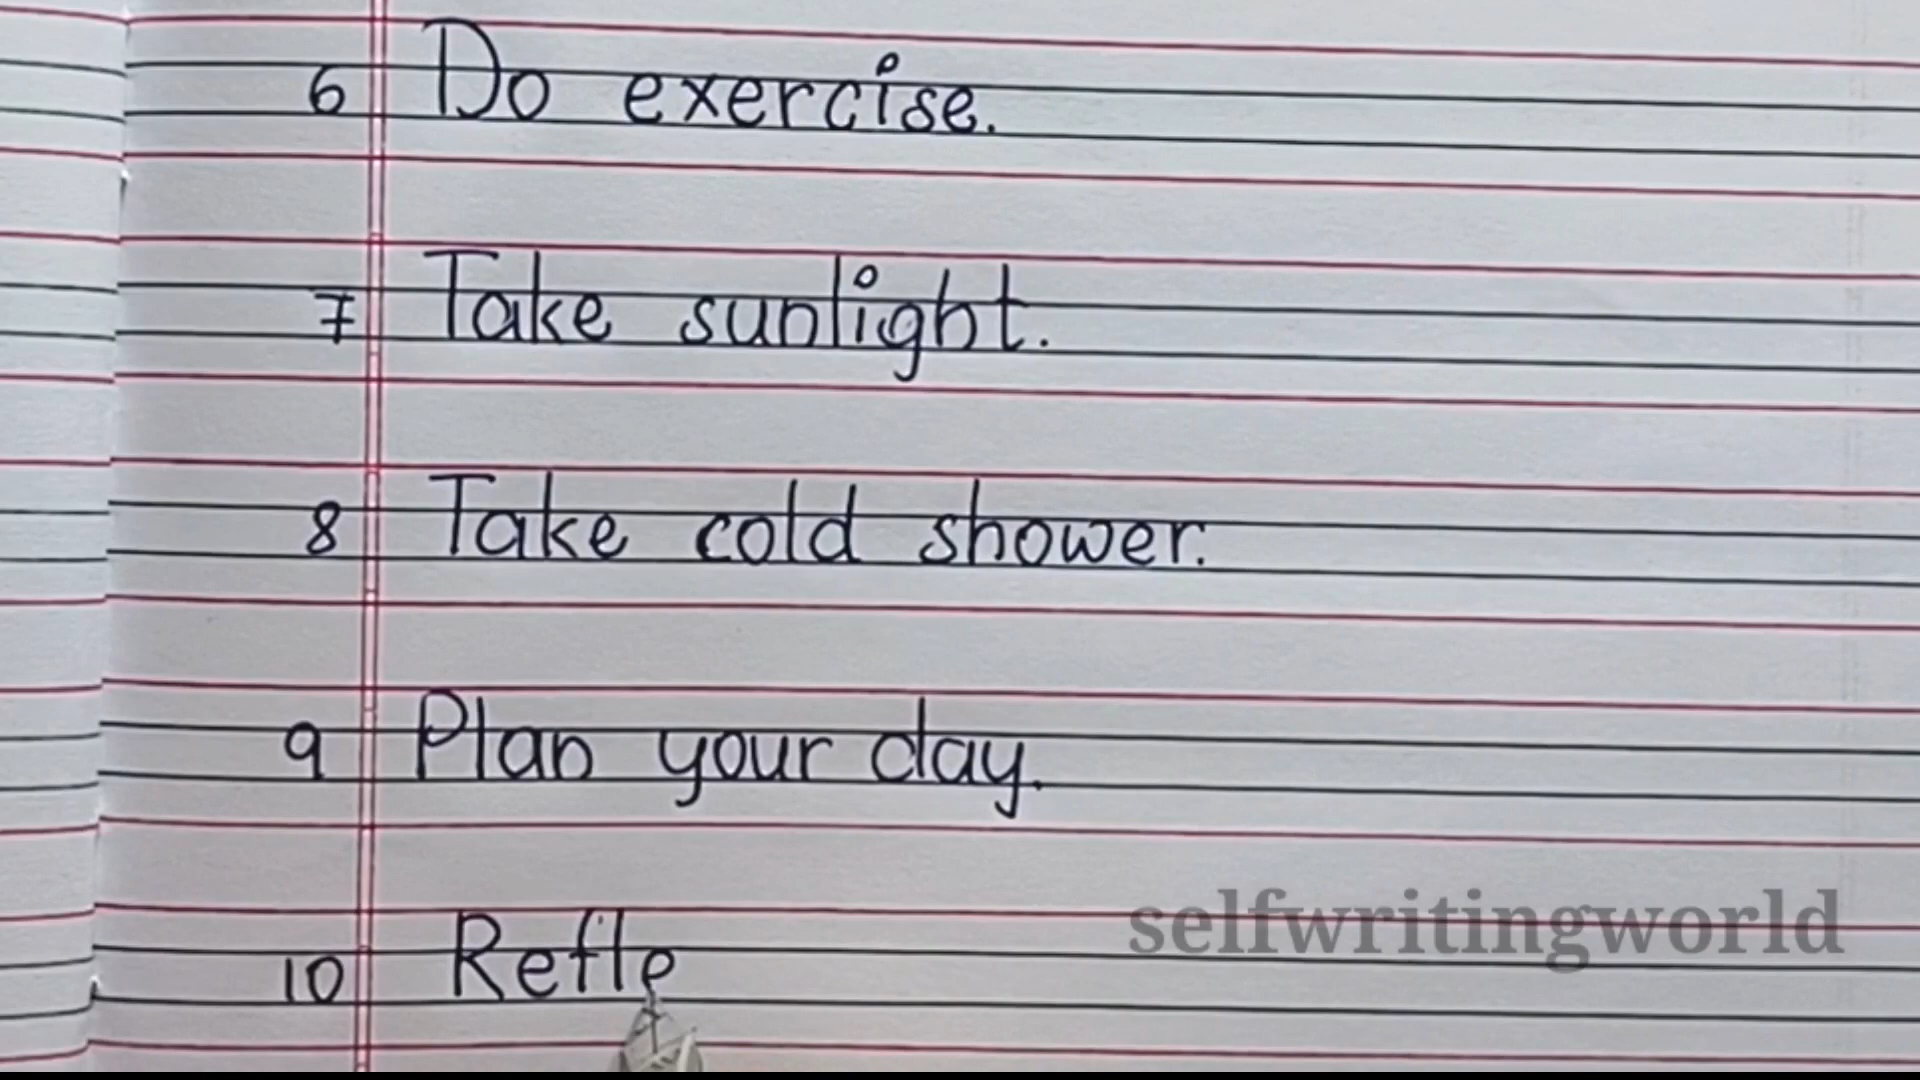 6 Do exercise.
7 Take sunlight.
8 Take cold shower.
9 Plan your day.
10 Refle
selfwritingworld